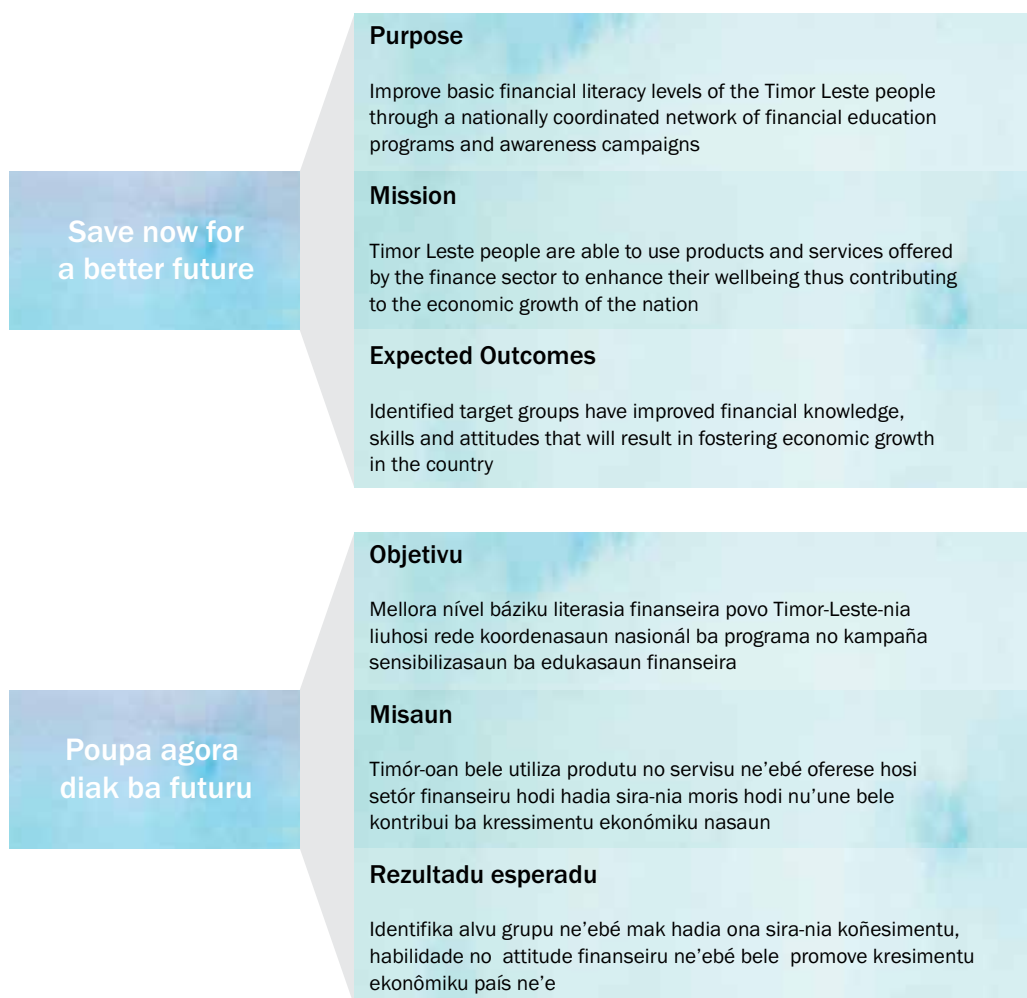 Purpose
Improve basic financial literacy levels of the Timor Leste people
through a nationally coordinated network of financial education
programs and awareness campaigns
Save now for
a better future
Mission
Timor Leste people are able to use products and services offered
by the finance sector to enhance their wellbeing thus contributing
to the economic growth of the nation
Expected Outcomes
Identified target groups have improved financial knowledge,
skills and attitudes that will result in fostering economic growth
in the country
Objetivu
Mellora nível báziku literasia finanseira povo Timor-Leste-nia
liuhosi rede koordenasaun nasionál ba programa no kampaña
sensibilizasaun ba edukasaun finanseira
Poupa agora
diak ba futuru
Misaun
Timór-oan bele utiliza produtu no servisu ne'ebé oferese hosi
setór finanseiru hodi hadia sira-nia moris hodi nu'une bele
kontribui ba kressimentu ekonómiku nasaun
Rezultadu esperadu
Identifika alvu grupu ne'ebé mak hadia ona sira-nia koñesimentu,
habilidade no attitude finanseiru ne'ebé bele promove kresimentu
ekonômiku país ne'e